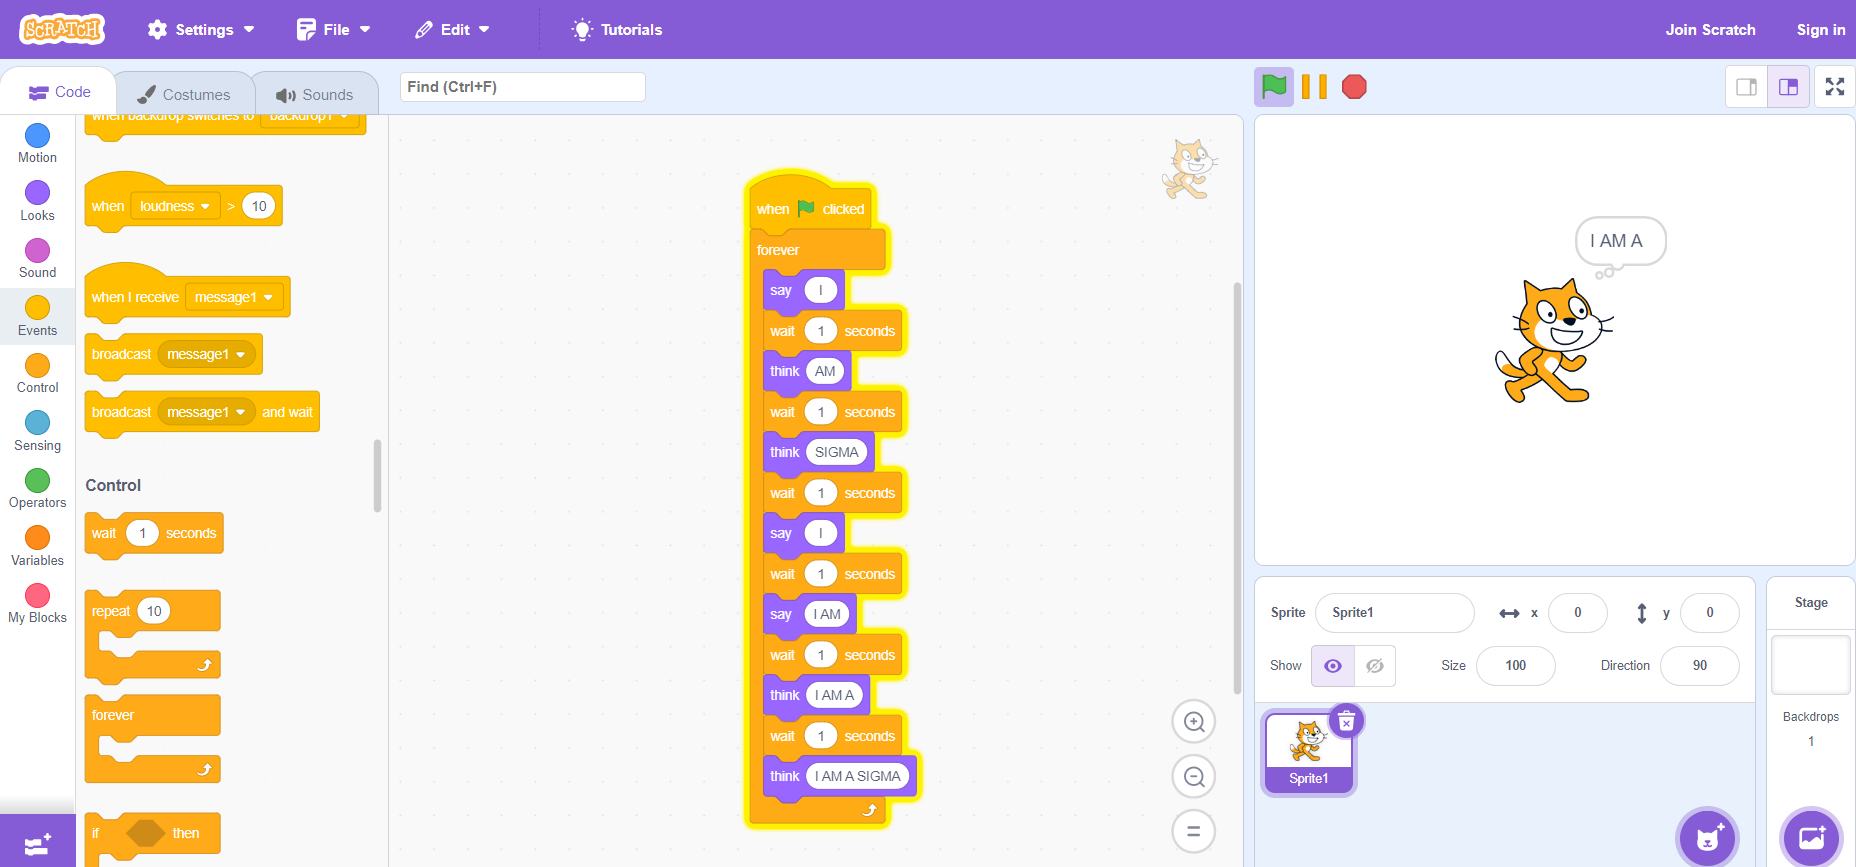 SCRATCH Settings File Edit Tutorials Join Scratch Sign in
Code Costumes Sounds Find (Ctrl+F)
Motion
Looks
Sound
Events
Control
Sensing
Operators
Variables
My Blocks
when backdrop switches to backdrop1
when loudness > 10
when I receive message1
broadcast message1
broadcast message1 and wait
Control
wait 1 seconds
repeat 10
forever
if then
when clicked
forever
say I
wait 1 seconds
think AM
wait 1 seconds
think SIGMA
wait 1 seconds
say I
wait 1 seconds
say I AM
wait 1 seconds
think I AM A
wait 1 seconds
think I AM A SIGMA
I AM A
Sprite Sprite1 x 0 y 0
Show Size 100 Direction 90
Sprite1
Stage
Backdrops
1